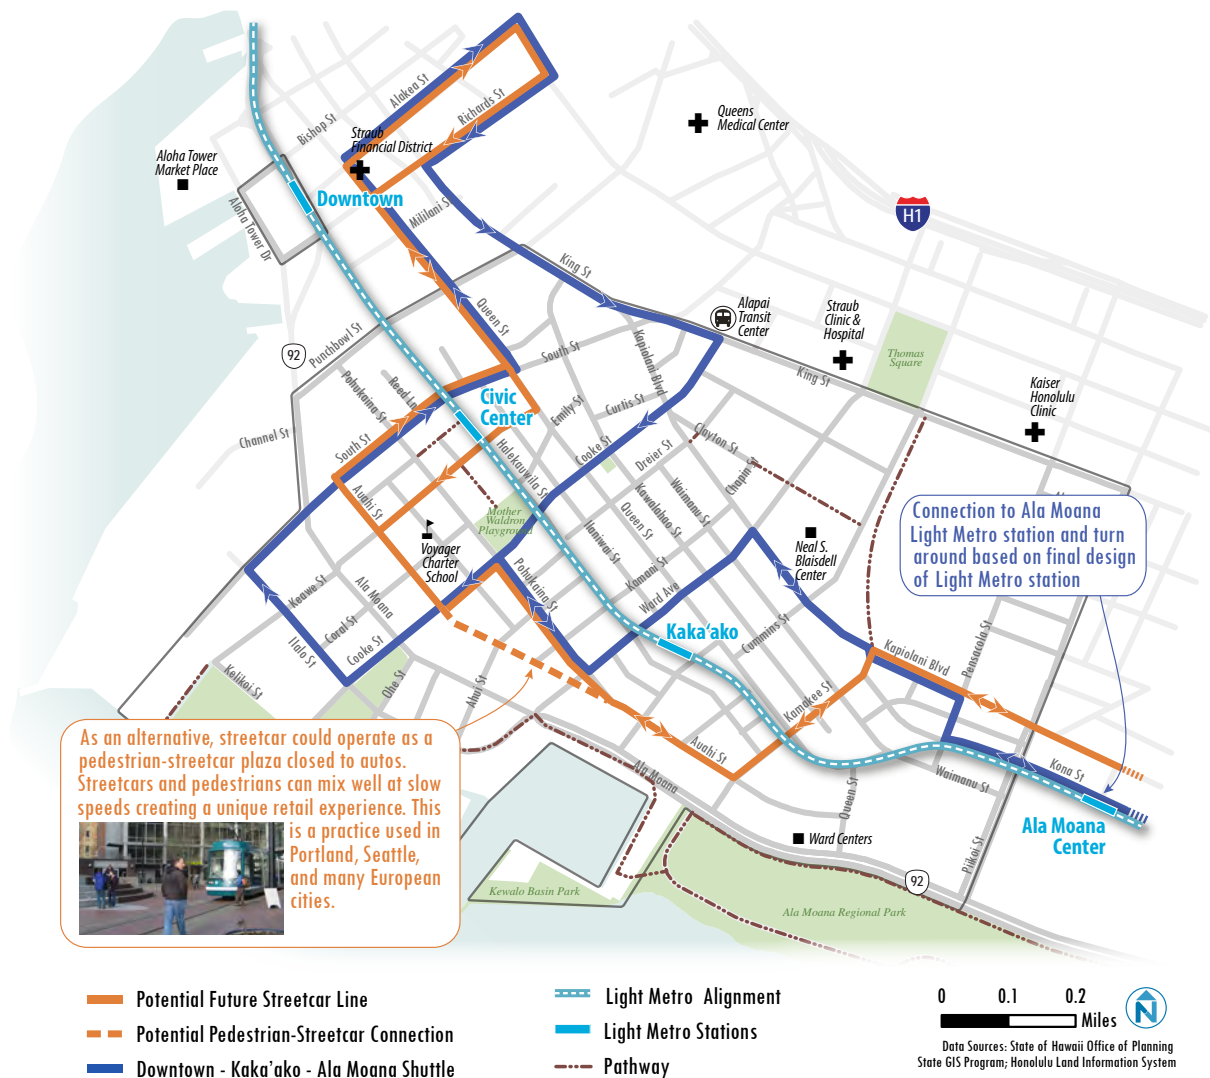 Alakea St
Richards St
Bishop St
Queens
Medical Center
Straub
Financial District
Aloha Tower
Market Place
Downtown
Mililani S
Aloha Tower Dr
H1
King St
Alapai
Transit
Center
Straub
Clinic &
Hospital
Queen St
Punchbowl St
92
South St
Kapiolani Blvd
Thomas
Square
King St
Kaiser
Honolulu
Clinic
Pohukaina St
Reed Ln
Civic
Center
Emily St
Curtis St
Channel St
South St
Cooke St
Clayton St
Dreier St
Halekauwila St
Chapin St
Auahi St
Kawaiahao St
Waimanu St
Queen St
Mother
Waldron
Playground
Ilaniwai St
Voyager
Charter
School
Neal S.
Blaisdell
Center
Connection to Ala Moana
Light Metro station and turn
around based on final design
of Light Metro station
Pohukaina St
Kamani St
Ward Ave
Keawe St
Ala Moana
Coral St
Cooke St
Ilalo St
Kaka‘ako
Cummins St
Kapiolani Blvd
Pensacola St
Kelikoi St
Ohe St
Ahui St
Kamakee St
Auahi St
Ala Moana
Queen St
Waimanu St
Kona St
Ala Moana
Center
Piikoi St
Ward Centers
92
Kewalo Basin Park
Ala Moana Regional Park
As an alternative, streetcar could operate as a
pedestrian-streetcar plaza closed to autos.
Streetcars and pedestrians can mix well at slow
speeds creating a unique retail experience. This
is a practice used in
Portland, Seattle,
and many European
cities.
Potential Future Streetcar Line
Potential Pedestrian-Streetcar Connection
Downtown - Kaka’ako - Ala Moana Shuttle
Light Metro Alignment
Light Metro Stations
Pathway
0 0.1 0.2
Miles
N
Data Sources: State of Hawaii Office of Planning
State GIS Program; Honolulu Land Information System